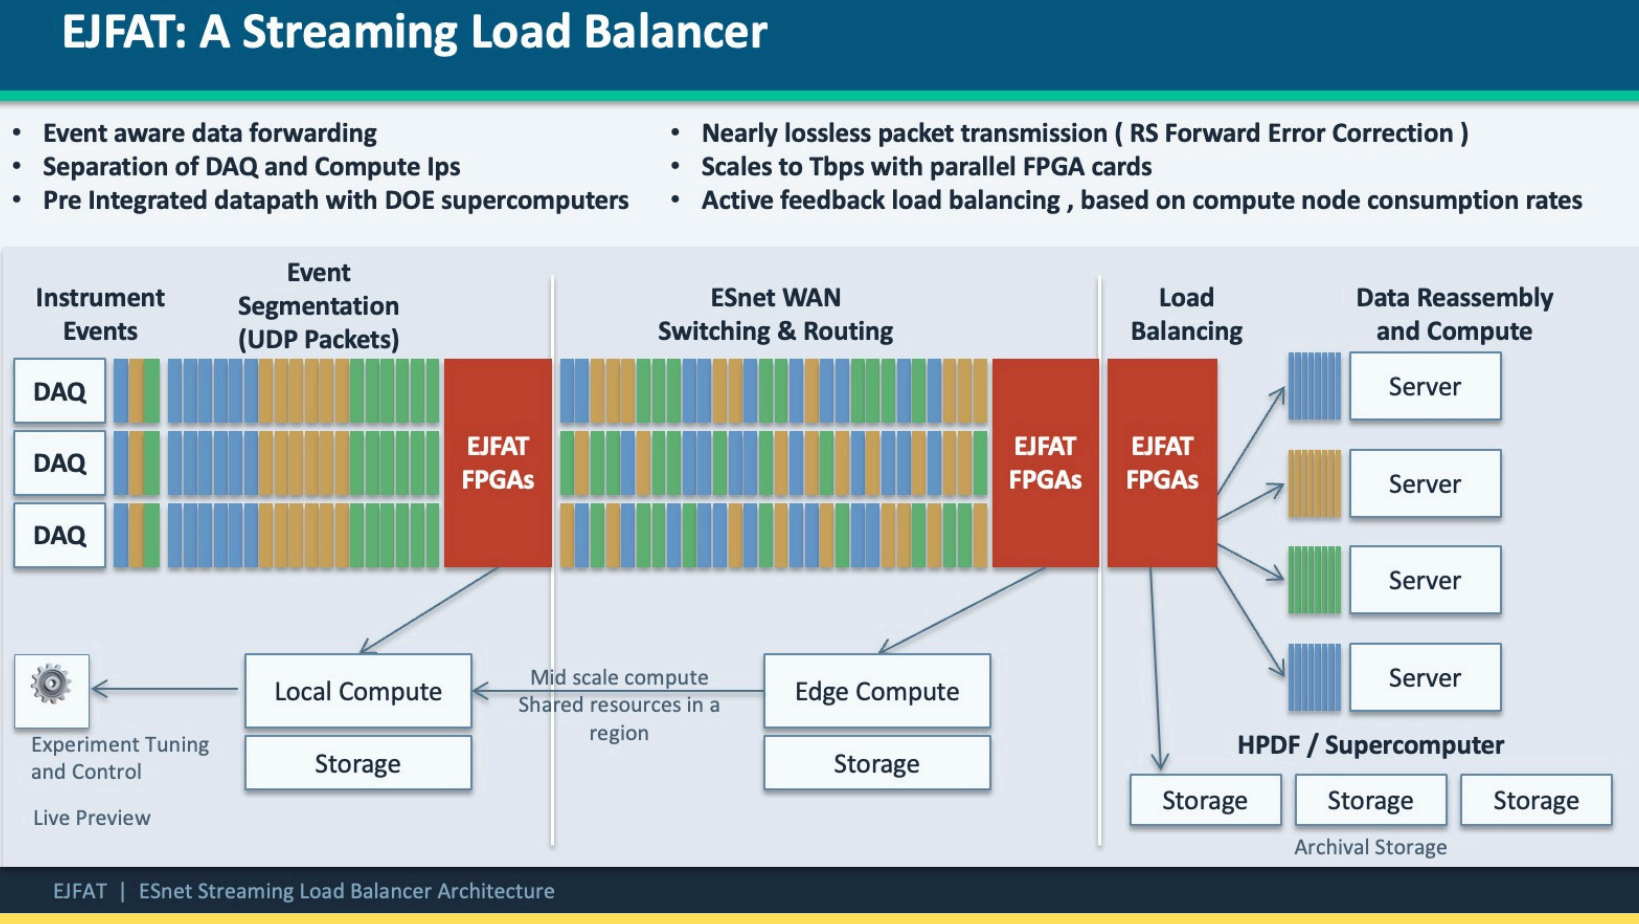 EJFAT: A Streaming Load Balancer
• Event aware data forwarding
• Separation of DAQ and Compute Ips
• Pre Integrated datapath with DOE supercomputers
• Nearly lossless packet transmission ( RS Forward Error Correction )
• Scales to Tbps with parallel FPGA cards
• Active feedback load balancing , based on compute node consumption rates
Instrument
Events
Event
Segmentation
(UDP Packets)
ESnet WAN
Switching & Routing
Load
Balancing
Data Reassembly
and Compute
DAQ
DAQ
DAQ
EJFAT
FPGAs
EJFAT
FPGAs
EJFAT
FPGAs
Server
Server
Server
Server
Experiment Tuning
and Control
Live Preview
Local Compute
Storage
Mid scale compute
Shared resources in a
region
Edge Compute
Storage
HPDF / Supercomputer
Storage
Storage
Storage
Archival Storage
EJFAT | ESnet Streaming Load Balancer Architecture